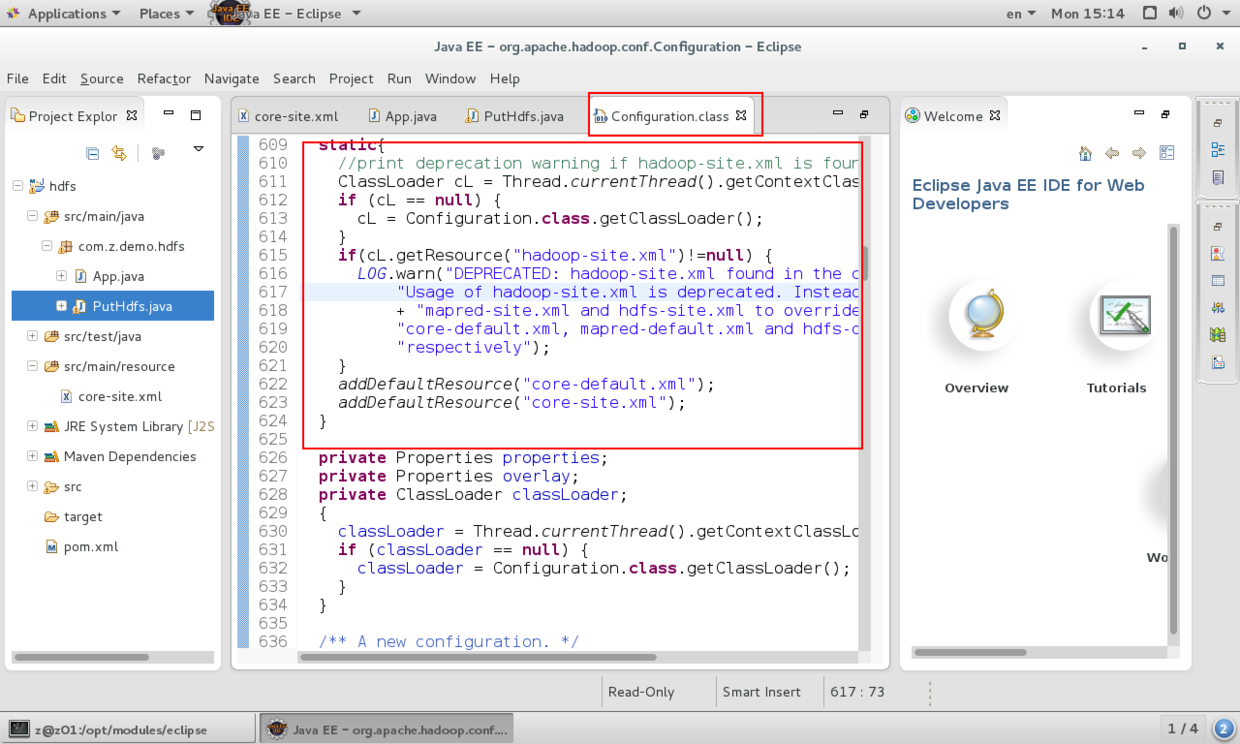 Applications Places Java EE – Eclipse en Mon 15:14
Java EE – org.apache.hadoop.conf.Configuration – Eclipse
File Edit Source Refactor Navigate Search Project Run Window Help
Project Explor
hdfs
src/main/java
com.z.demo.hdfs
App.java
PutHdfs.java
src/test/java
src/main/resource
core-site.xml
JRE System Library [J2S
Maven Dependencies
src
target
pom.xml
core-site.xml App.java PutHdfs.java Configuration.class
609 static{
610 //print deprecation warning if hadoop-site.xml is foun
611 ClassLoader cL = Thread.currentThread().getContextClas
612 if (cL == null) {
613 cL = Configuration.class.getClassLoader();
614 }
615 if(cL.getResource("hadoop-site.xml")!=null) {
616 LOG.warn("DEPRECATED: hadoop-site.xml found in the c
617 "Usage of hadoop-site.xml is deprecated. Instead
618 + "mapred-site.xml and hdfs-site.xml to override
619 "core-default.xml, mapred-default.xml and hdfs-d
620 "respectively");
621 }
622 addDefaultResource("core-default.xml");
623 addDefaultResource("core-site.xml");
624 }
625
626 private Properties properties;
627 private Properties overlay;
628 private ClassLoader classLoader;
629 {
630 classLoader = Thread.currentThread().getContextClassLo
631 if (classLoader == null) {
632 classLoader = Configuration.class.getClassLoader();
633 }
634 }
635
636 /** A new configuration. */
Welcome
Eclipse Java EE IDE for Web
Developers
Overview Tutorials
Wo
Read-Only Smart Insert 617 : 73
z@z01:/opt/modules/eclipse Java EE – org.apache.hadoop.conf.... 1 / 4 2